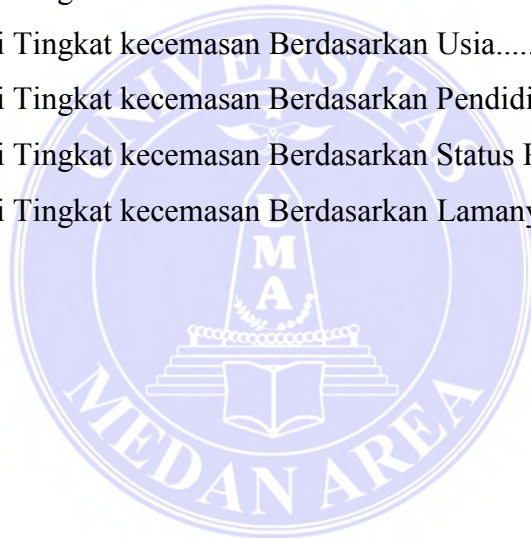 i Tingkat kecemasan Berdasarkan Usia.....
i Tingkat kecemasan Berdasarkan Pendidi
i Tingkat kecemasan Berdasarkan Status
i Tingkat kecemasan Berdasarkan Lamany
UNIVERSITAS
U
M
A
MEDAN AREA